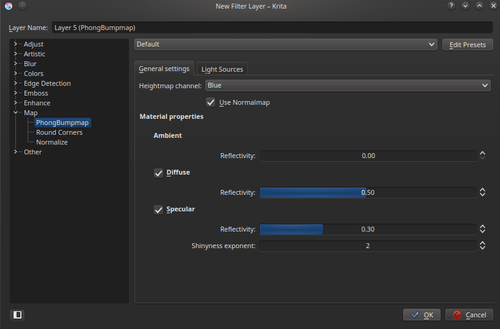 New Filter Layer – Krita
Layer Name: Layer 5 (PhongBumpmap)
Adjust
Artistic
Blur
Colors
Edge Detection
Emboss
Enhance
Map
PhongBumpmap
Round Corners
Normalize
Other
Default
Edit Presets
General settings
Light Sources
Heightmap channel: Blue
Use Normalmap
Material properties
Ambient
Reflectivity: 0.00
Diffuse
Reflectivity: 0.50
Specular
Reflectivity: 0.30
Shinyness exponent: 2
OK
Cancel